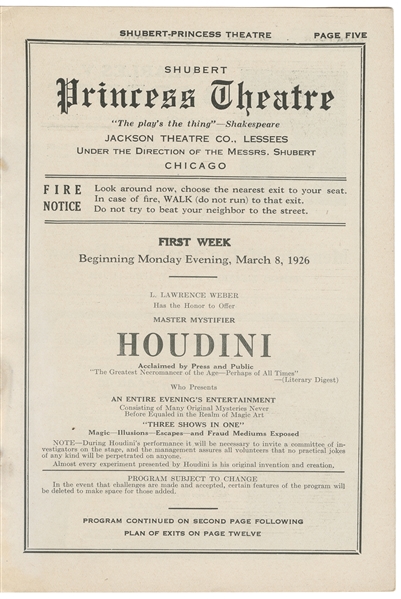 SHUBERT-PRINCESS THEATRE PAGE FIVE
SHUBERT
Princess Theatre
"The play's the thing"—Shakespeare
JACKSON THEATRE CO., LESSEES
UNDER THE DIRECTION OF THE MESSRS. SHUBERT
CHICAGO
FIRE NOTICE
Look around now, choose the nearest exit to your seat.
In case of fire, WALK (do not run) to that exit.
Do not try to beat your neighbor to the street.
FIRST WEEK
Beginning Monday Evening, March 8, 1926
L. LAWRENCE WEBER
Has the Honor to Offer
MASTER MYSTIFIER
HOUDINI
Acclaimed by Press and Public
"The Greatest Necromancer of the Age—Perhaps of All Times"
—(Literary Digest)
Who Presents
AN ENTIRE EVENING'S ENTERTAINMENT
Consisting of Many Original Mysteries Never
Before Equaled in the Realm of Magic Art
"THREE SHOWS IN ONE"
Magic—Illusions—Escapes—and Fraud Mediums Exposed
NOTE—During Houdini's performance it will be necessary to invite a committee of in-
vestigators on the stage, and the management assures all volunteers that no practical jokes
of any kind will be perpetrated on anyone.
Almost every experiment presented by Houdini is his original invention and creation,
PROGRAM SUBJECT TO CHANGE
In the event that challenges are made and accepted, certain features of the program will
be deleted to make space for those added.
PROGRAM CONTINUED ON SECOND PAGE FOLLOWING
PLAN OF EXITS ON PAGE TWELVE